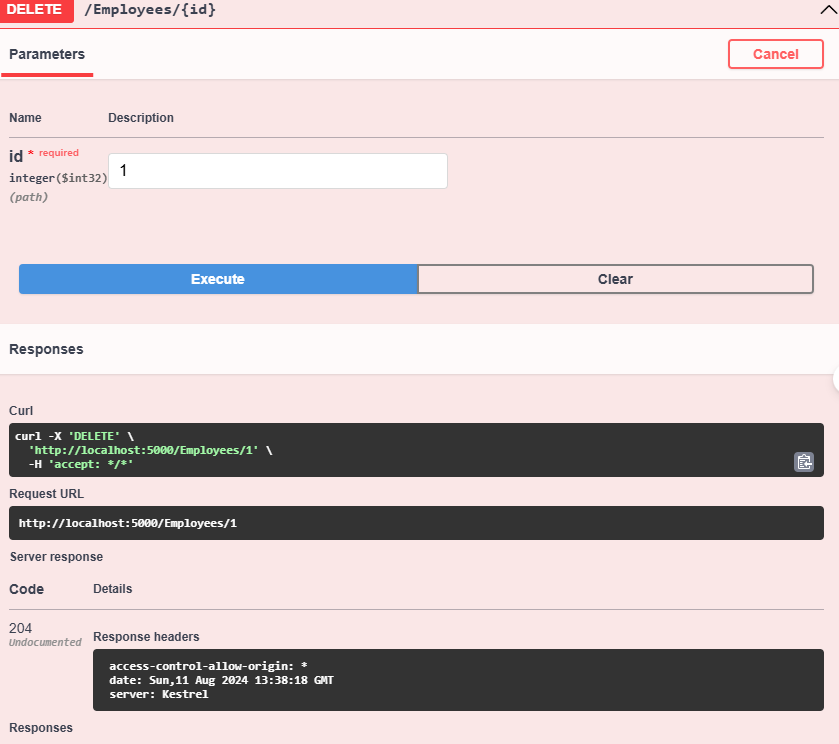 DELETE /Employees/{id}
Parameters Cancel
Name Description
id * required
integer($int32)
(path)
1
Execute Clear
Responses
Curl
curl -X 'DELETE' \
'http://localhost:5000/Employees/1' \
-H 'accept: */*'
Request URL
http://localhost:5000/Employees/1
Server response
Code Details
204
Undocumented
Response headers
access-control-allow-origin: *
date: Sun,11 Aug 2024 13:38:18 GMT
server: Kestrel
Responses